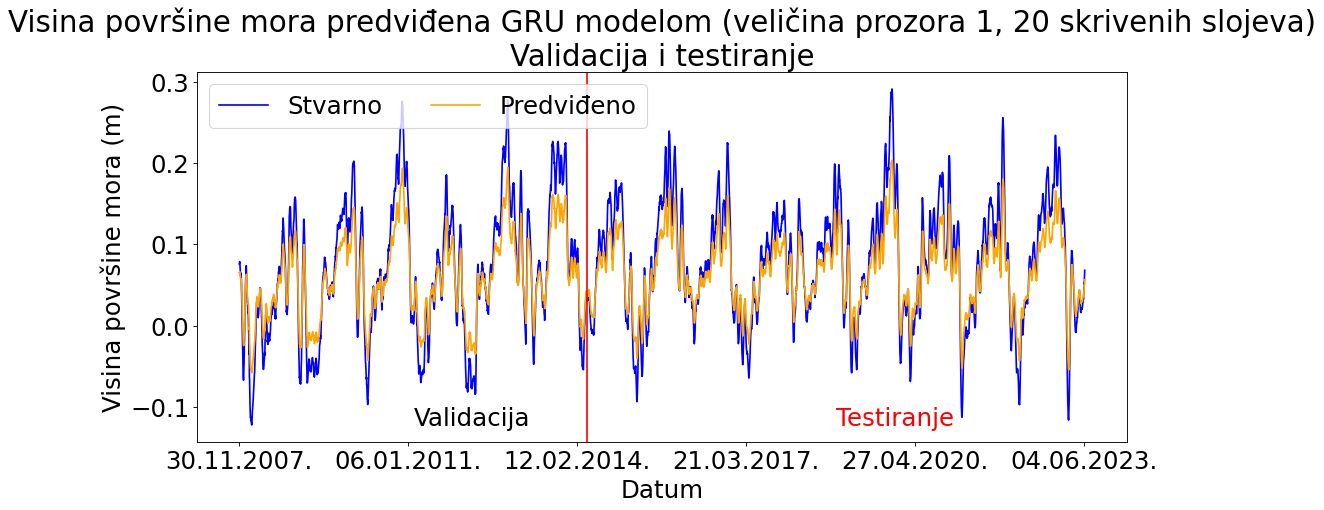 Visina površine mora predviđena GRU modelom (veličina prozora 1, 20 skrivenih slojeva)
Validacija i testiranje
Stvarno
Predviđeno
Visina površine mora (m)
0.3
0.2
0.1
0.0
−0.1
Validacija
Testiranje
30.11.2007.
06.01.2011.
12.02.2014.
21.03.2017.
27.04.2020.
04.06.2023.
Datum